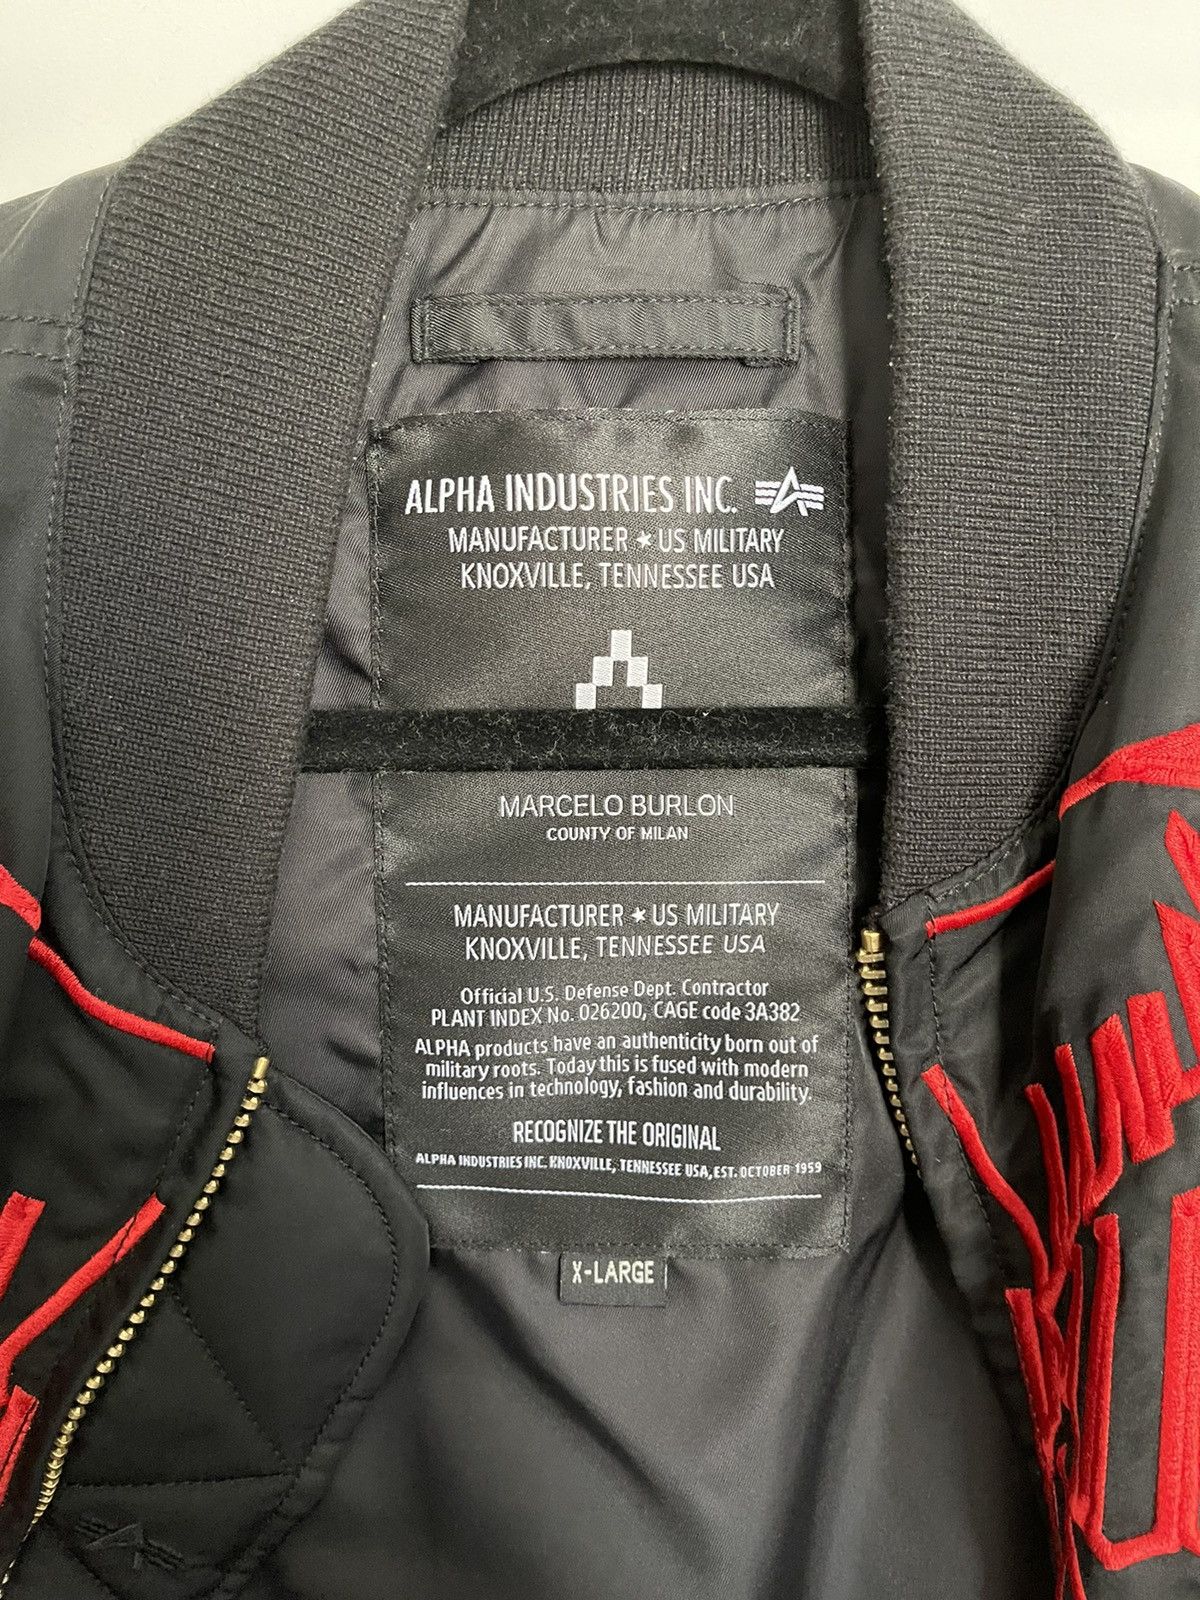 ALPHA INDUSTRIES INC.
MANUFACTURER ★ US MILITARY
KNOXVILLE, TENNESSEE USA
MARCELO BURLON
COUNTY OF MILAN
MANUFACTURER ★ US MILITARY
KNOXVILLE, TENNESSEE USA
Official U.S. Defense Dept. Contractor
PLANT INDEX No. 026200, CAGE code 3A382
ALPHA products have an authenticity born out of
military roots. Today this is fused with modern
influences in technology, fashion and durability.
RECOGNIZE THE ORIGINAL
ALPHA INDUSTRIES INC. KNOXVILLE, TENNESSEE USA, EST. OCTOBER 1959
X-LARGE